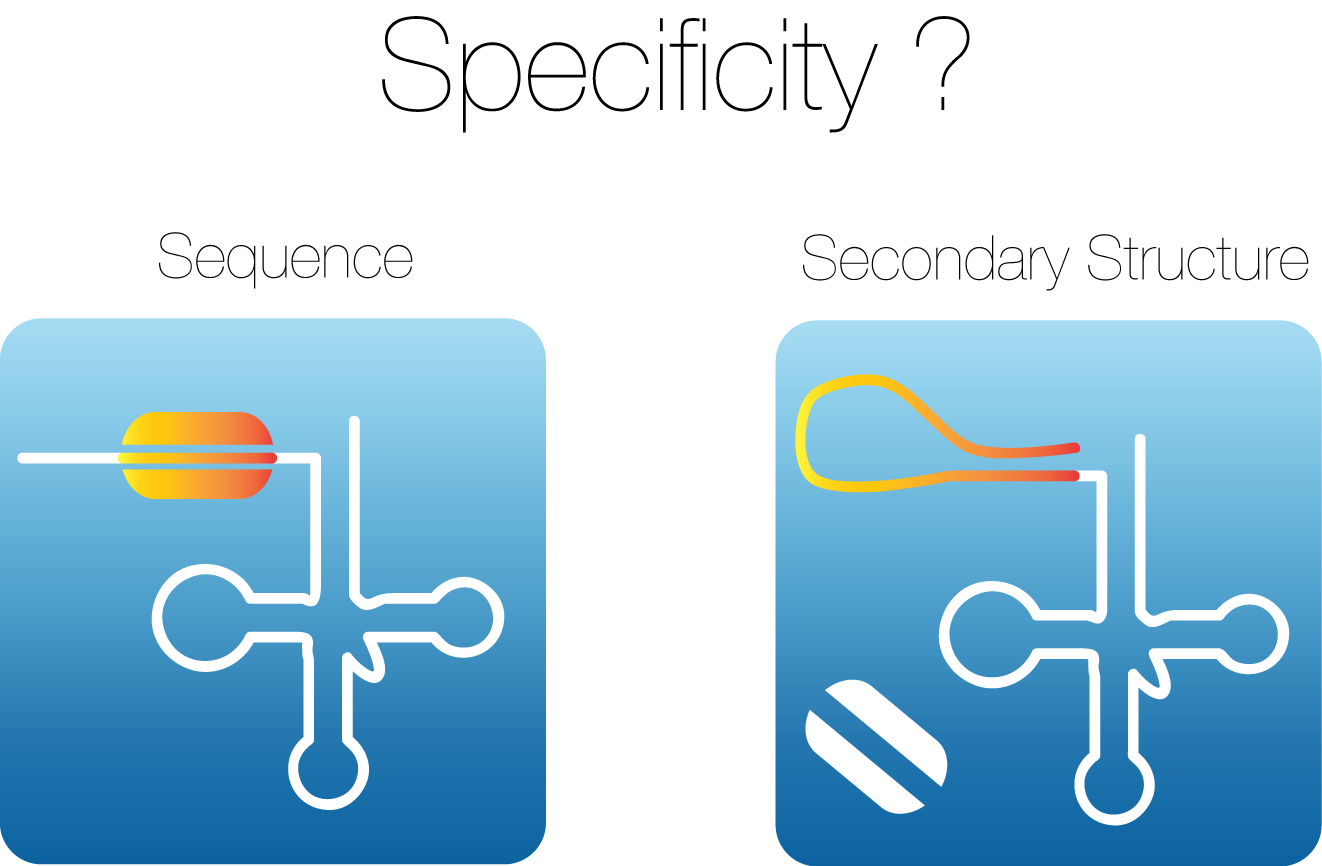 Specificity ?
Sequence
Secondary Structure